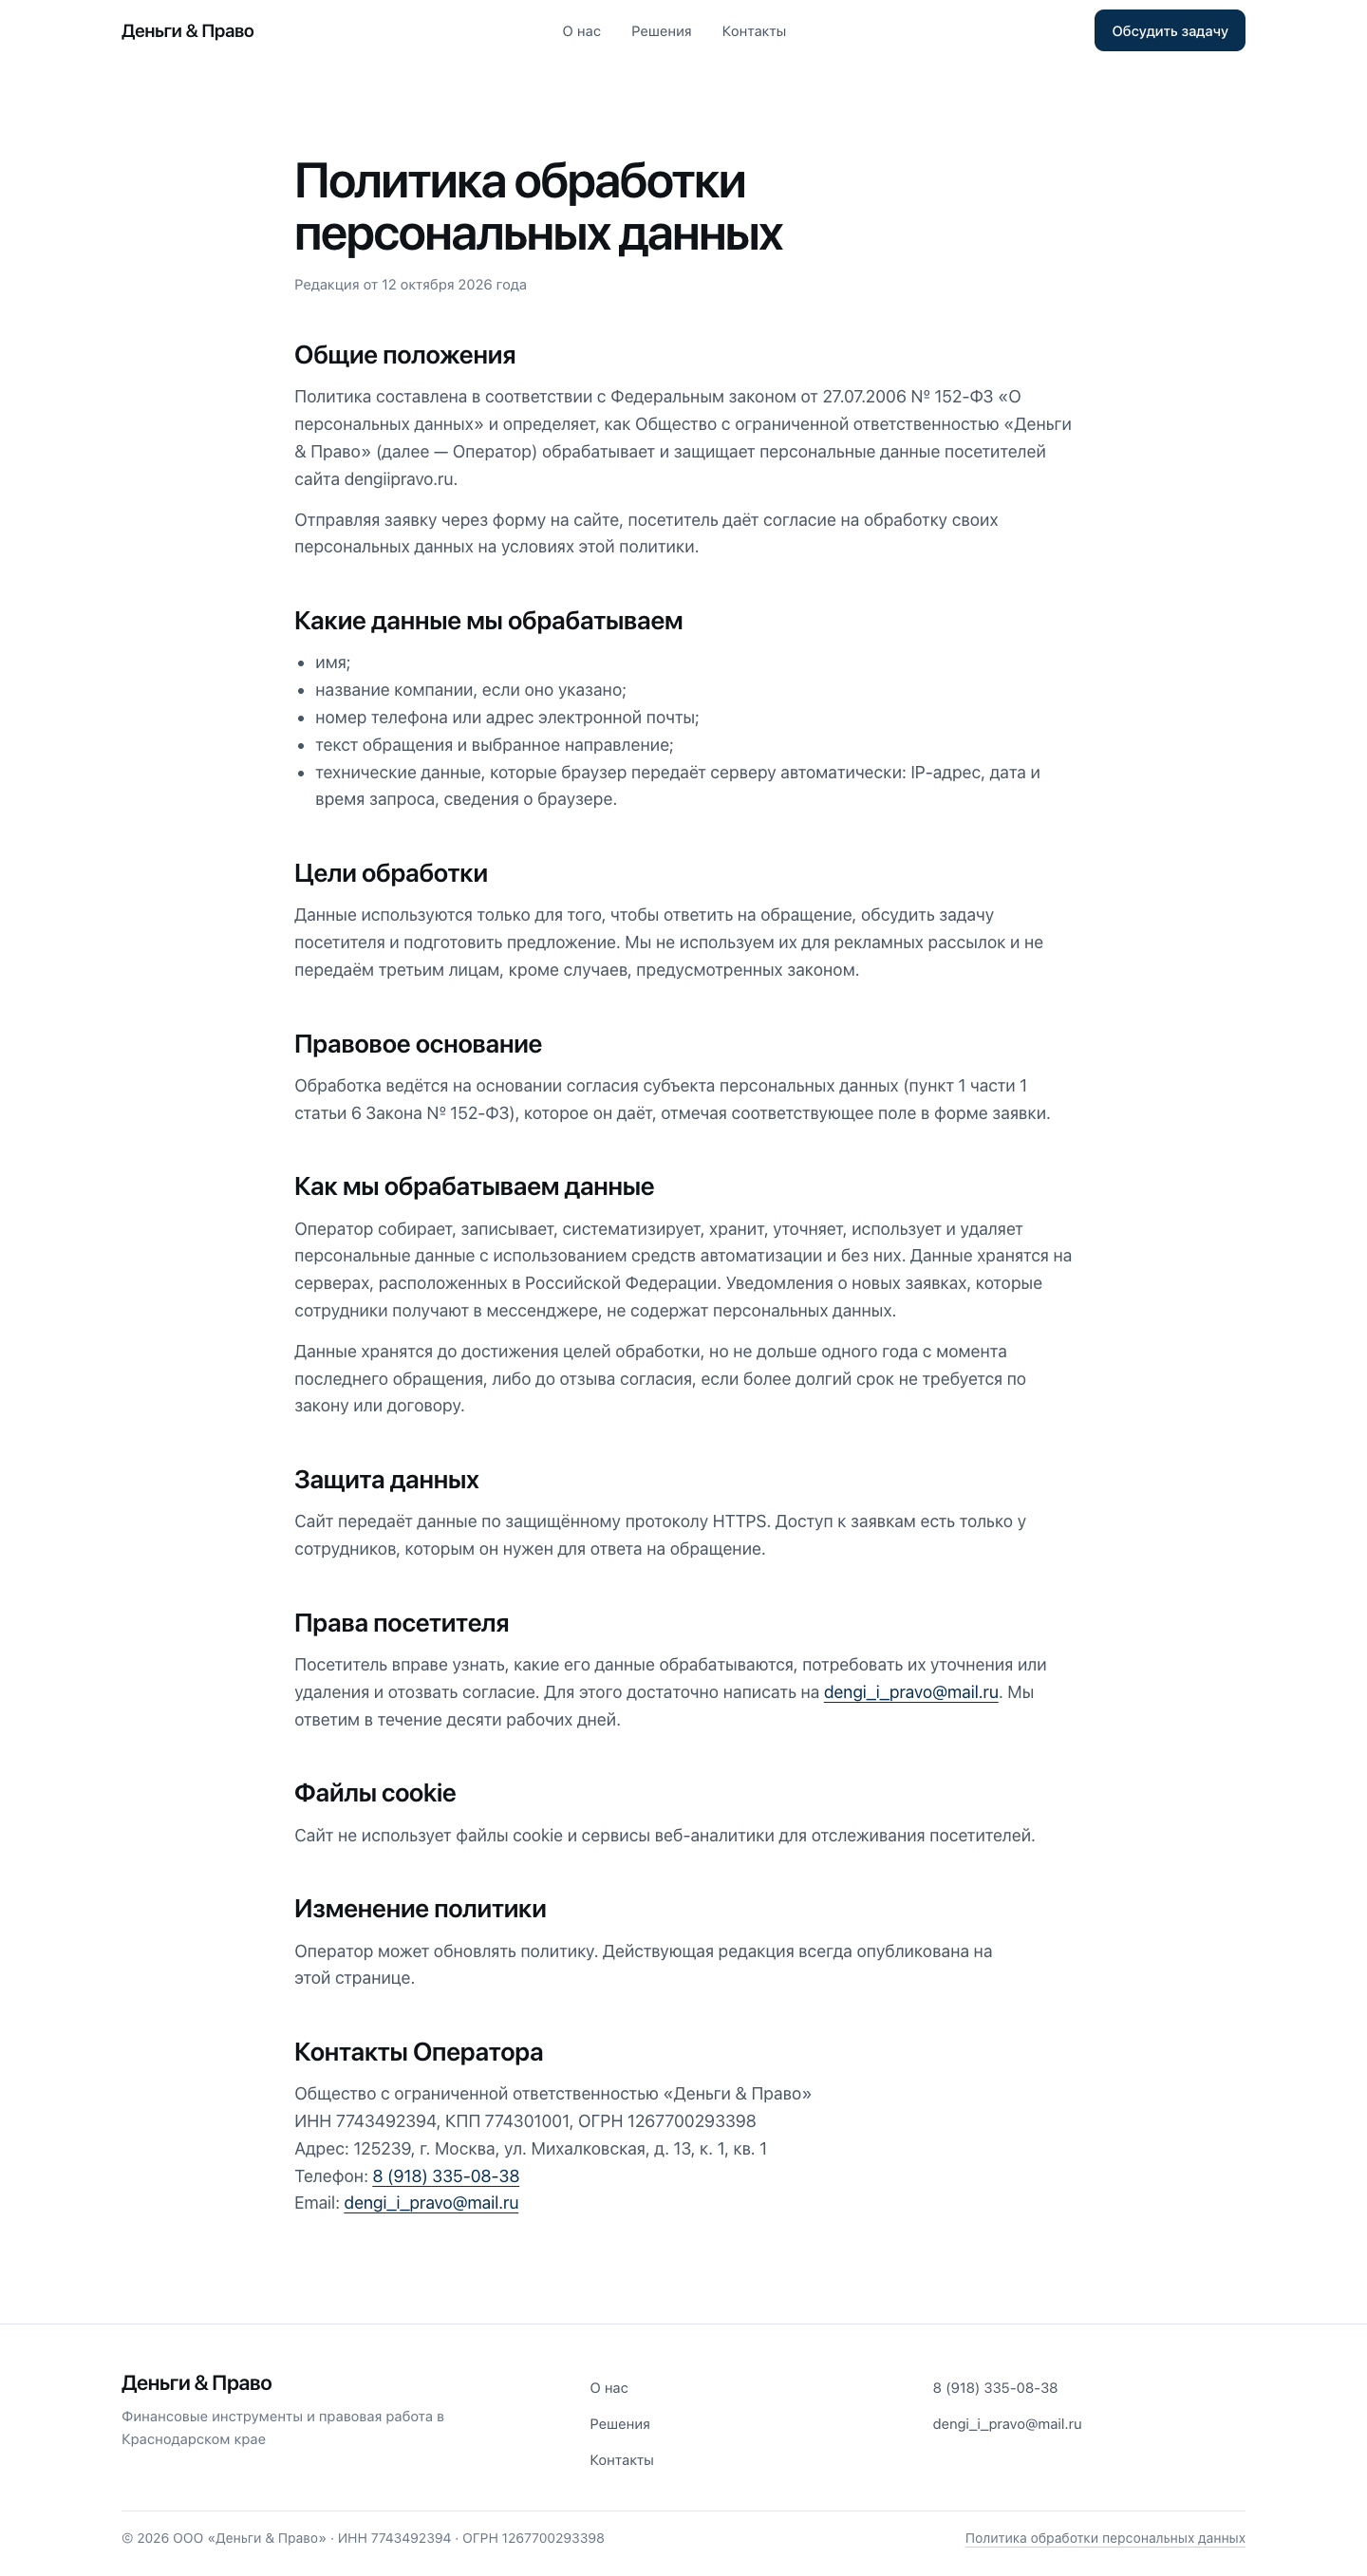 Деньги & Право
О нас
Решения
Контакты
Обсудить задачу
Политика обработки
персональных данных
Редакция от 12 октября 2026 года
Общие положения
Политика составлена в соответствии с Федеральным законом от 27.07.2006 № 152-ФЗ «О
персональных данных» и определяет, как Общество с ограниченной ответственностью «Деньги
& Право» (далее — Оператор) обрабатывает и защищает персональные данные посетителей
сайта dengiipravo.ru.
Отправляя заявку через форму на сайте, посетитель даёт согласие на обработку своих
персональных данных на условиях этой политики.
Какие данные мы обрабатываем
• имя;
• название компании, если оно указано;
• номер телефона или адрес электронной почты;
• текст обращения и выбранное направление;
• технические данные, которые браузер передаёт серверу автоматически: IP-адрес, дата и
время запроса, сведения о браузере.
Цели обработки
Данные используются только для того, чтобы ответить на обращение, обсудить задачу
посетителя и подготовить предложение. Мы не используем их для рекламных рассылок и не
передаём третьим лицам, кроме случаев, предусмотренных законом.
Правовое основание
Обработка ведётся на основании согласия субъекта персональных данных (пункт 1 части 1
статьи 6 Закона № 152-ФЗ), которое он даёт, отмечая соответствующее поле в форме заявки.
Как мы обрабатываем данные
Оператор собирает, записывает, систематизирует, хранит, уточняет, использует и удаляет
персональные данные с использованием средств автоматизации и без них. Данные хранятся на
серверах, расположенных в Российской Федерации. Уведомления о новых заявках, которые
сотрудники получают в мессенджере, не содержат персональных данных.
Данные хранятся до достижения целей обработки, но не дольше одного года с момента
последнего обращения, либо до отзыва согласия, если более долгий срок не требуется по
закону или договору.
Защита данных
Сайт передаёт данные по защищённому протоколу HTTPS. Доступ к заявкам есть только у
сотрудников, которым он нужен для ответа на обращение.
Права посетителя
Посетитель вправе узнать, какие его данные обрабатываются, потребовать их уточнения или
удаления и отозвать согласие. Для этого достаточно написать на dengi_i_pravo@mail.ru. Мы
ответим в течение десяти рабочих дней.
Файлы cookie
Сайт не использует файлы cookie и сервисы веб-аналитики для отслеживания посетителей.
Изменение политики
Оператор может обновлять политику. Действующая редакция всегда опубликована на
этой странице.
Контакты Оператора
Общество с ограниченной ответственностью «Деньги & Право»
ИНН 7743492394, КПП 774301001, ОГРН 1267700293398
Адрес: 125239, г. Москва, ул. Михалковская, д. 13, к. 1, кв. 1
Телефон: 8 (918) 335-08-38
Email: dengi_i_pravo@mail.ru
Деньги & Право
Финансовые инструменты и правовая работа в
Краснодарском крае
О нас
Решения
Контакты
8 (918) 335-08-38
dengi_i_pravo@mail.ru
© 2026 ООО «Деньги & Право» · ИНН 7743492394 · ОГРН 1267700293398
Политика обработки персональных данных